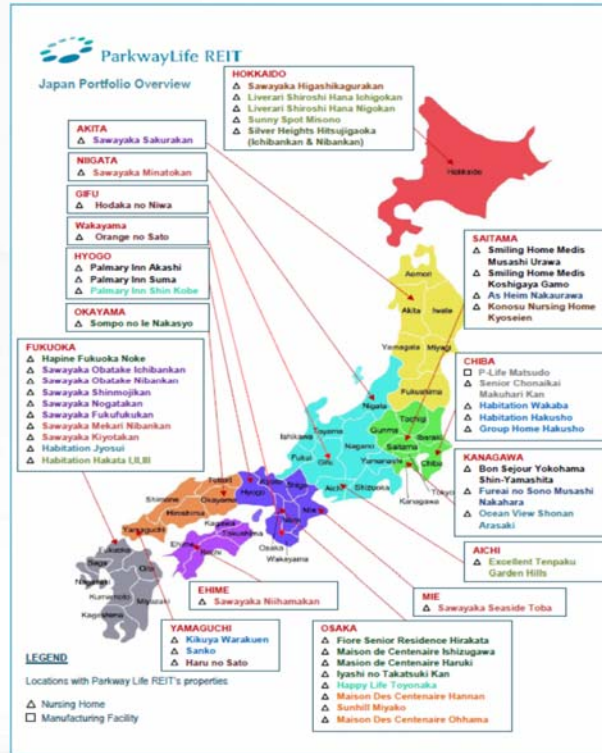 ParkwayLife REIT
Japan Portfolio Overview
HOKKAIDO
Sawayaka Higashikagurakan
Liverari Shiroshi Hana Ichigokan
Liverari Shiroshi Hana Nigokan
Sunny Spot Misono
Silver Heights Hitsujigaoka
(Ichibankan & Nibankan)
AKITA
Sawayaka Sakurakan
NIIGATA
Sawayaka Minatokan
GIFU
Hodaka no Niwa
Wakayama
Orange no Sato
HYOGO
Palmary Inn Akashi
Palmary Inn Suma
Palmary Inn Shin Kobe
OKAYAMA
Sompo no Ie Nakasyo
FUKUOKA
Hapine Fukuoka Noke
Sawayaka Obatake Ichibankan
Sawayaka Obatake Nibankan
Sawayaka Shinmojikan
Sawayaka Nogatakan
Sawayaka Fukufukukan
Sawayaka Mekari Nibankan
Sawayaka Kiyotakan
Habitation Jyosui
Habitation Hakata I,II,III
SAITAMA
Smiling Home Medis
Musashi Urawa
Smiling Home Medis
Koshigaya Gamo
As Heim Nakaurawa
Konosu Nursing Home
Kyoseien
CHIBA
P-Life Matsudo
Senior Chonaikai
Makuhari Kan
Habitation Wakaba
Habitation Hakusho
Group Home Hakusho
KANAGAWA
Bon Sejour Yokohama
Shin-Yamashita
Fureai no Sono Musashi
Nakahara
Ocean View Shonan
Arasaki
AICHI
Excellent Tenpaku
Garden Hills
MIE
Sawayaka Seaside Toba
EHIME
Sawayaka Niihamakan
YAMAGUCHI
Kikuya Warakuen
Sanko
Haru no Sato
OSAKA
Fiore Senior Residence Hirakata
Maison de Centenaire Ishizugawa
Masion de Centenaire Haruki
Iyashi no Takatsuki Kan
Happy Life Toyonaka
Maison Des Centenaire Hannan
Sunhill Miyako
Maison Des Centenaire Ohhama
Hokkaido
Aomori
Akita
Iwate
Yamagata
Miyagi
Fukushima
Niigata
Tochig
Gunma
Ibaraki
Saitama
Chiba
Tokyo
Kanagawa
Yamanashi
Nagano
Toyama
Ishikawa
Fukui
Gifu
Aichi
Shizuoka
Shiga
Kyoto
Hyogo
Mie
Nara
Osaka
Wakayama
Tottori
Okayama
Shimane
Hiroshima
Yamaguchi
Kagawa
Tokushima
Ehime
Kochi
Fukuoka
Saga
Nagasaki
Oita
Kumamoto
Miyazaki
Kagoshima
LEGEND
Locations with Parkway Life REIT's properties
Nursing Home
Manufacturing Facility